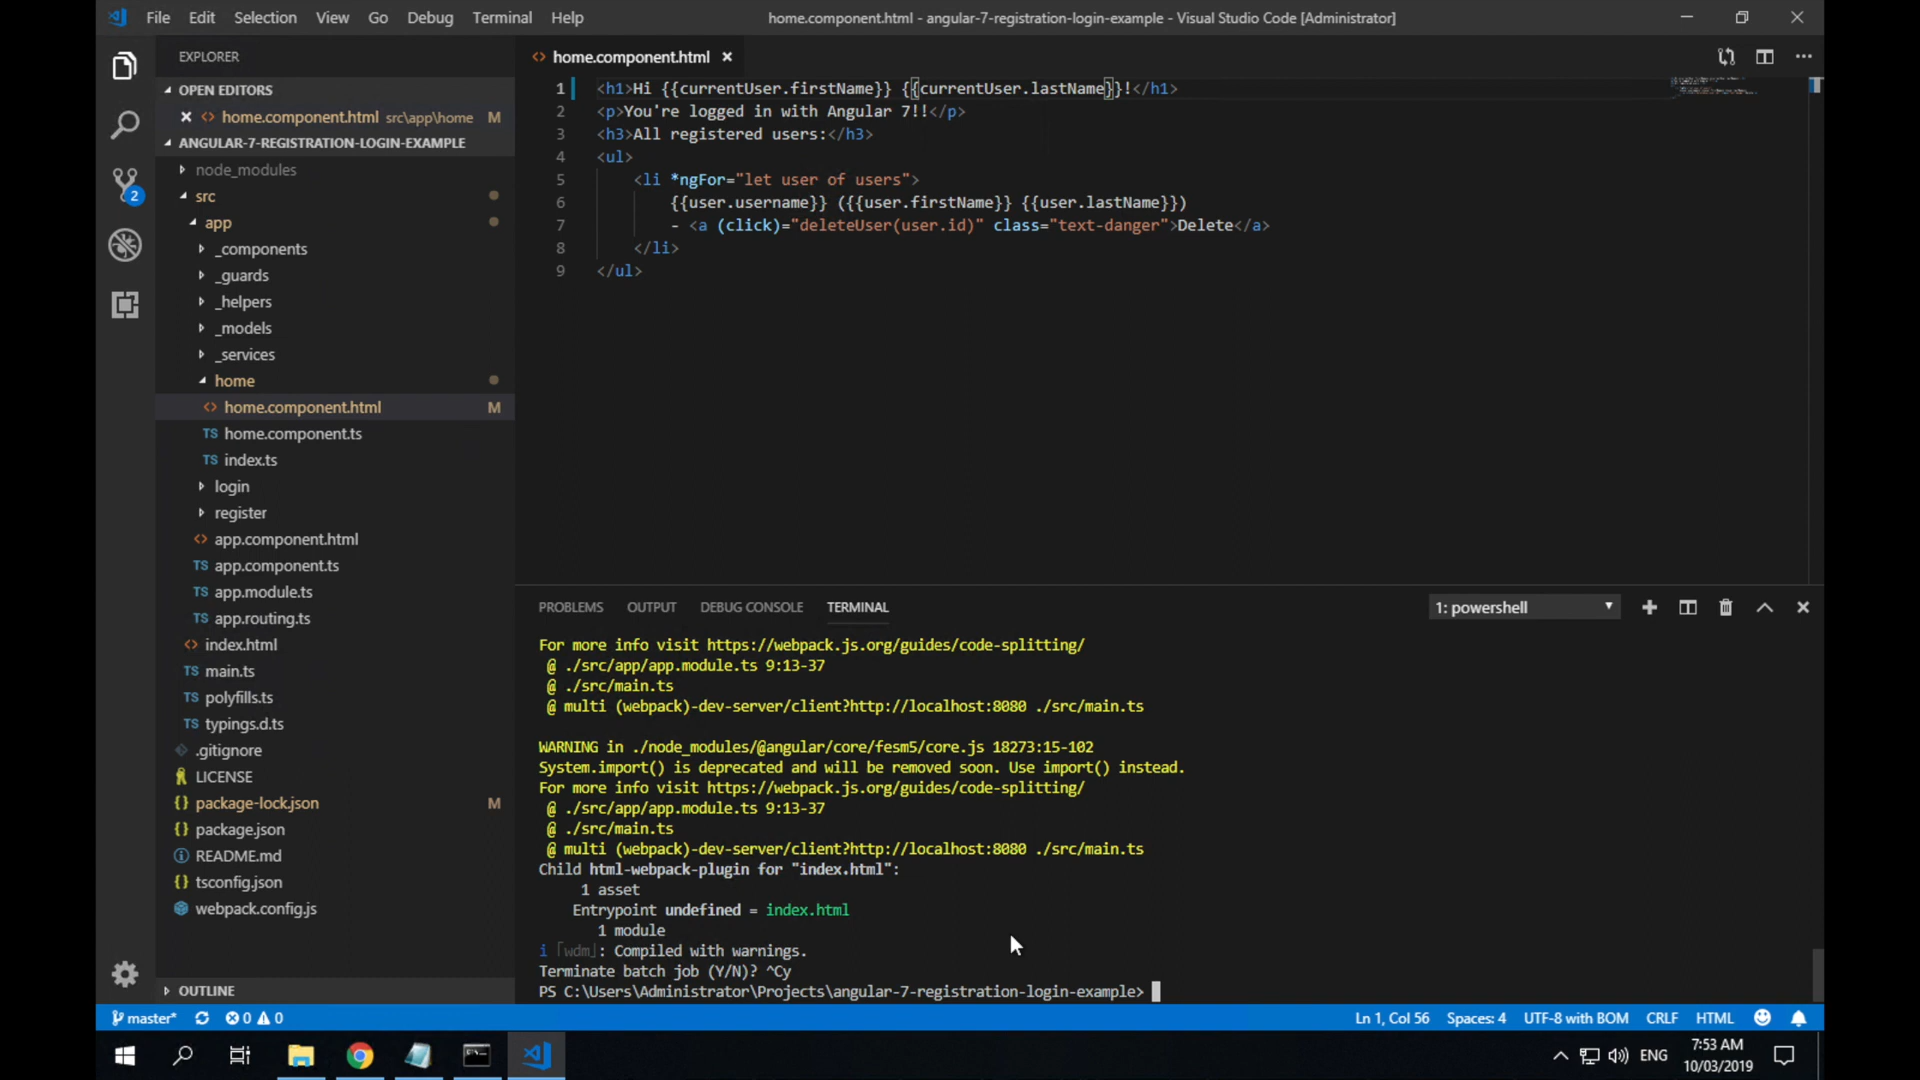 File Edit Selection View Go Debug Terminal Help
home.component.html - angular-7-registration-login-example - Visual Studio Code [Administrator]
EXPLORER
OPEN EDITORS
home.component.html src\app\home M
ANGULAR-7-REGISTRATION-LOGIN-EXAMPLE
node_modules
src
app
_components
_guards
_helpers
_models
_services
home
home.component.html M
TS home.component.ts
TS index.ts
login
register
app.component.html
TS app.component.ts
TS app.module.ts
TS app.routing.ts
index.html
TS main.ts
TS polyfills.ts
TS typings.d.ts
.gitignore
LICENSE
{} package-lock.json M
{} package.json
README.md
{} tsconfig.json
webpack.config.js
OUTLINE
2
home.component.html
1 <h1>Hi {{currentUser.firstName}} {{currentUser.lastName}}!</h1>
2 <p>You're logged in with Angular 7!!</p>
3 <h3>All registered users:</h3>
4 <ul>
5 <li *ngFor="let user of users">
6 {{user.username}} ({{user.firstName}} {{user.lastName}})
7 - <a (click)="deleteUser(user.id)" class="text-danger">Delete</a>
8 </li>
9 </ul>
PROBLEMS OUTPUT DEBUG CONSOLE TERMINAL
1: powershell
For more info visit https://webpack.js.org/guides/code-splitting/
@ ./src/app/app.module.ts 9:13-37
@ ./src/main.ts
@ multi (webpack)-dev-server/client?http://localhost:8080 ./src/main.ts
WARNING in ./node_modules/@angular/core/fesm5/core.js 18273:15-102
System.import() is deprecated and will be removed soon. Use import() instead.
For more info visit https://webpack.js.org/guides/code-splitting/
@ ./src/app/app.module.ts 9:13-37
@ ./src/main.ts
@ multi (webpack)-dev-server/client?http://localhost:8080 ./src/main.ts
Child html-webpack-plugin for "index.html":
1 asset
Entrypoint undefined = index.html
1 module
i ｢wdm｣: Compiled with warnings.
Terminate batch job (Y/N)? ^Cy
PS C:\Users\Administrator\Projects\angular-7-registration-login-example>
master* 0 0
Ln 1, Col 56 Spaces: 4 UTF-8 with BOM CRLF HTML
ENG
7:53 AM
10/03/2019